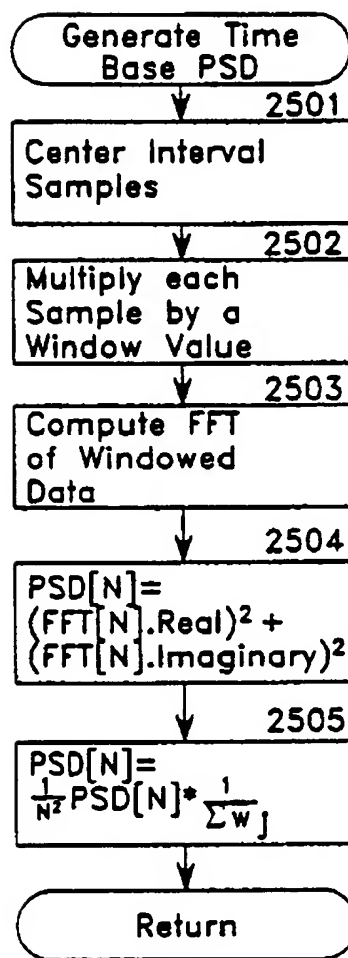 Generate Time
Base PSD
2501
Center Interval
Samples
2502
Multiply each
Sample by a
Window Value
2503
Compute FFT
of Windowed
Data
2504
PSD[N]=
(FFT[N].Real)² +
(FFT[N].Imaginary)²
2505
PSD[N]=
1/N² PSD[N]* 1/ΣW_J
Return